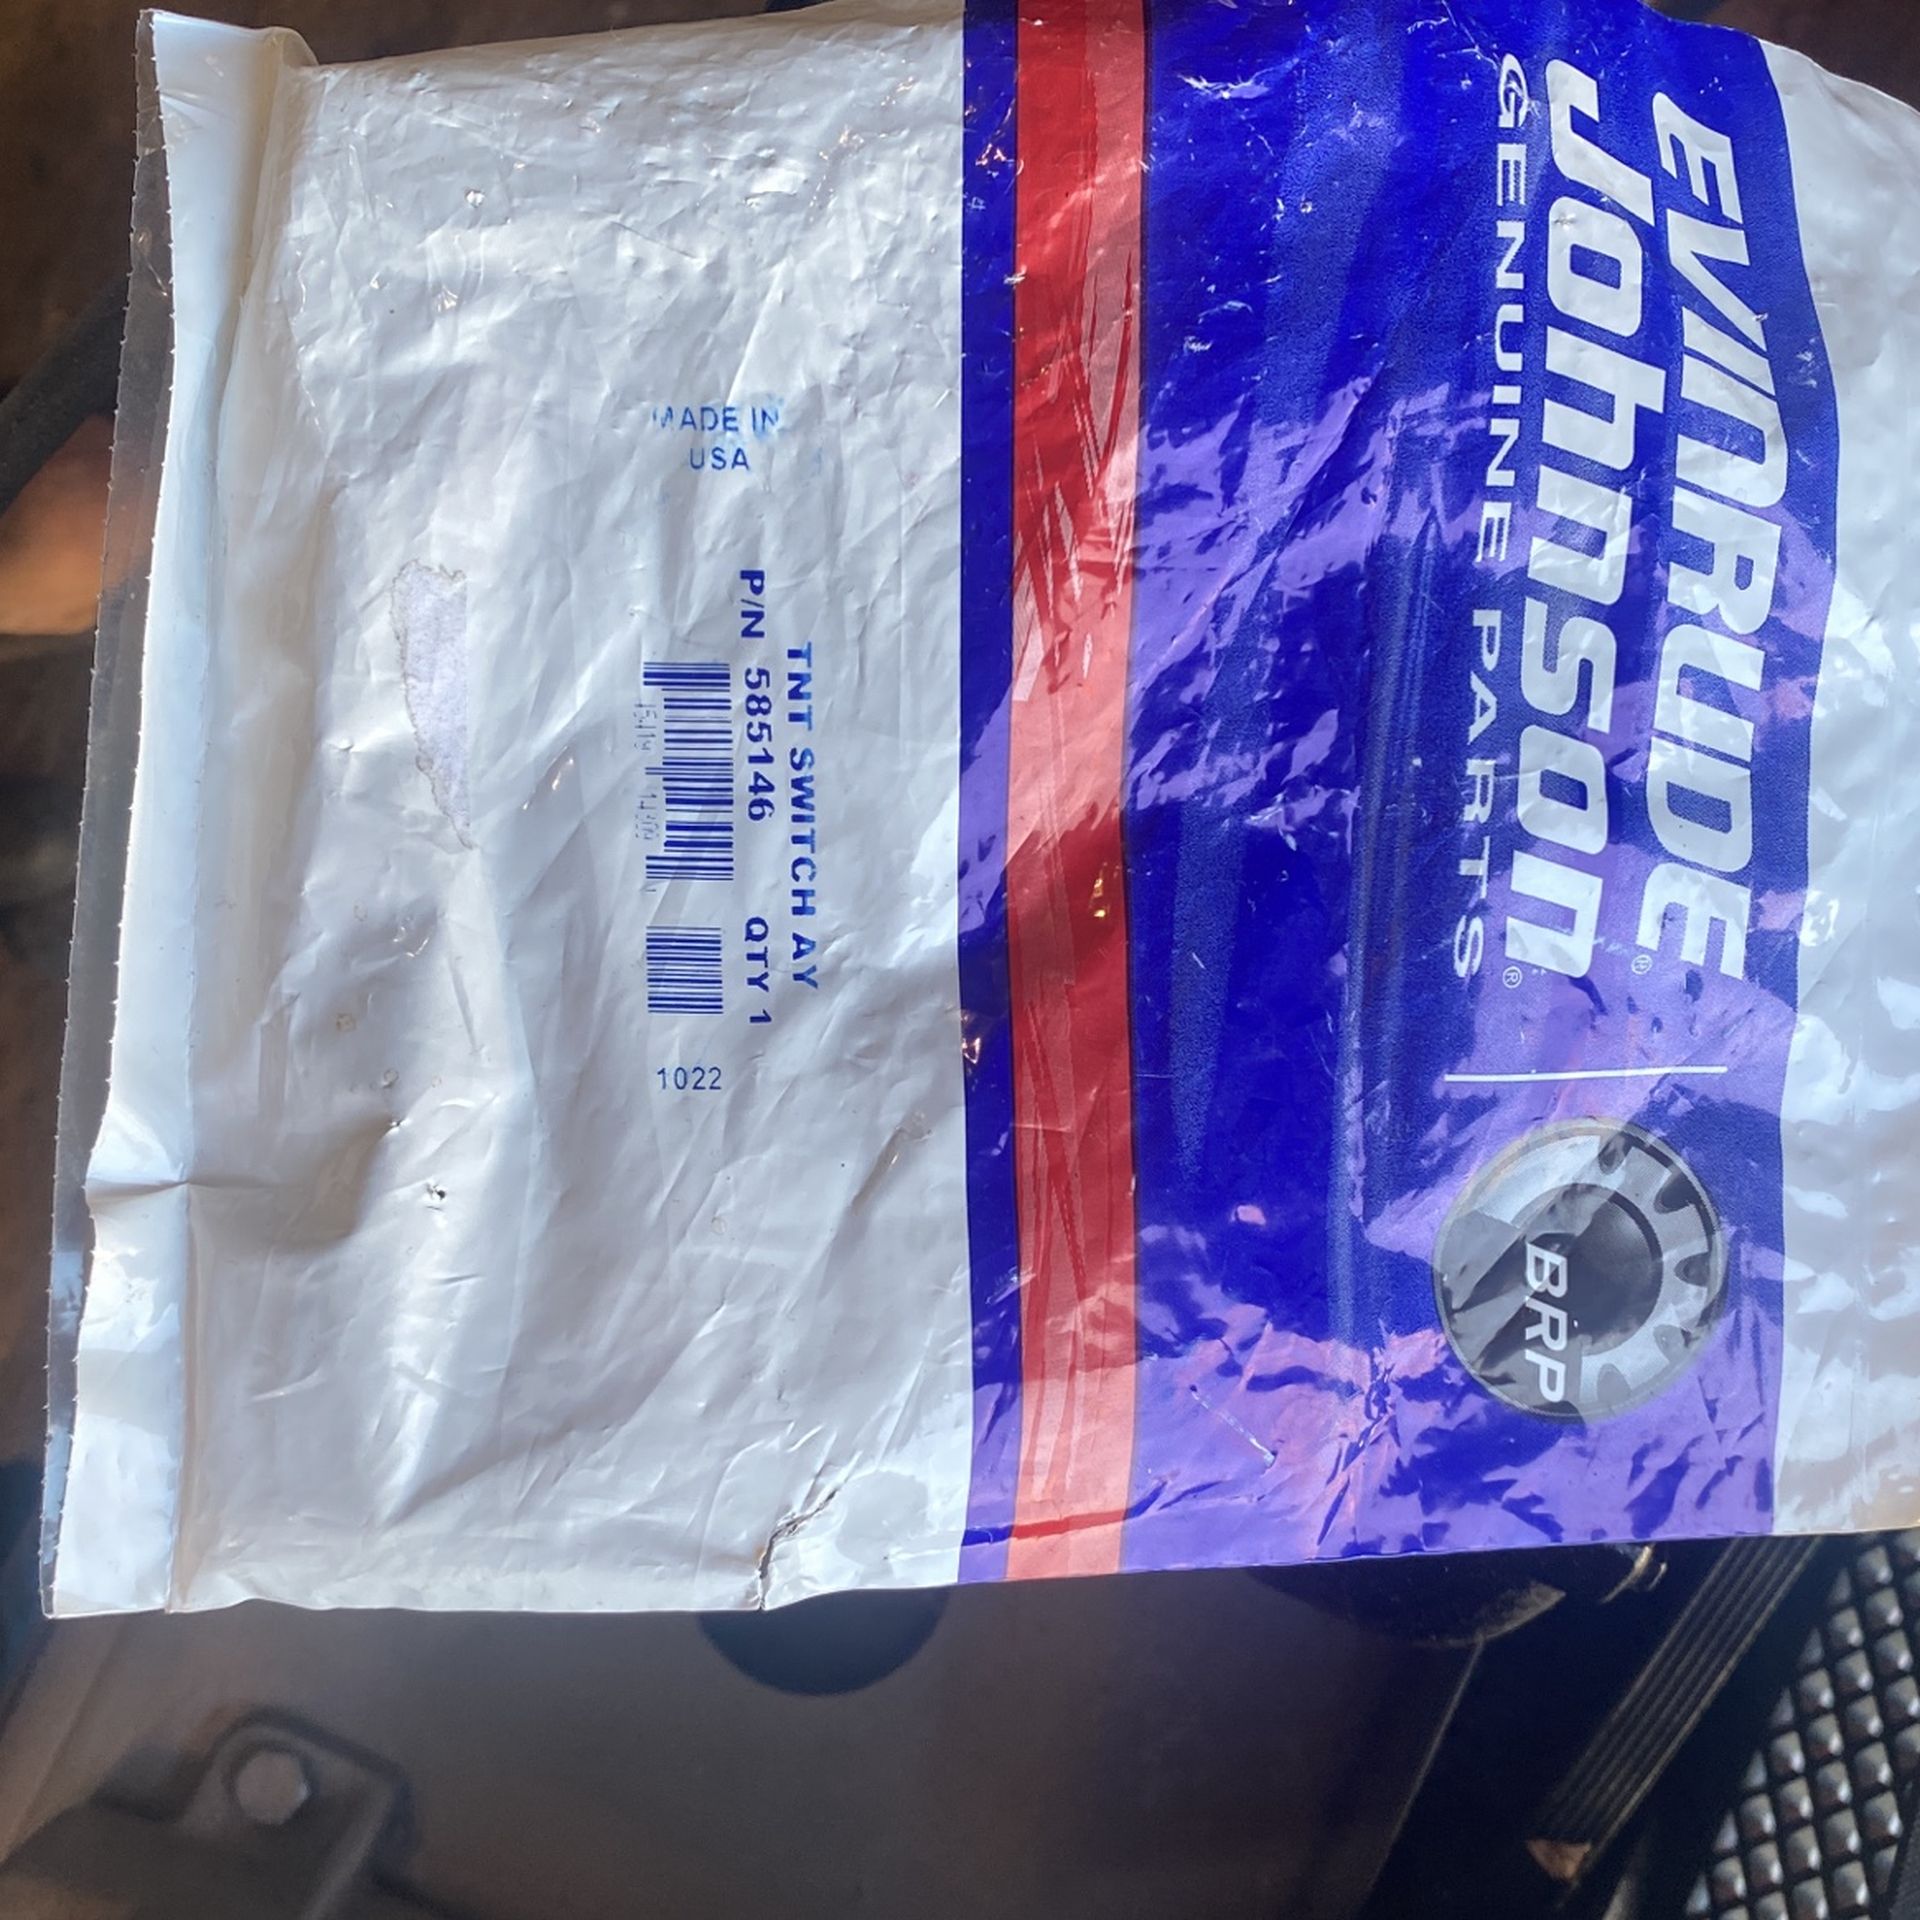 EVINRUDE®
Johnson®
GENUINE PARTS
BRP
TNT SWITCH AY
P/N 585146 QTY 1
MADE IN
USA
1022